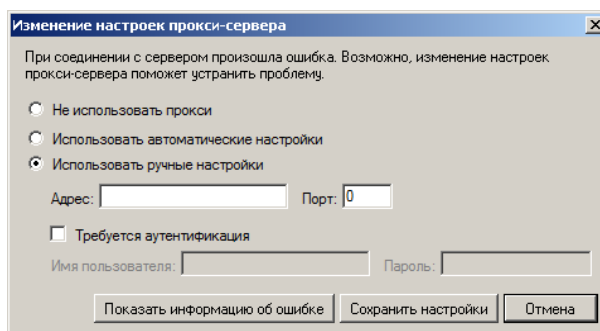 Изменение настроек прокси-сервера
При соединении с сервером произошла ошибка. Возможно, изменение настроек
прокси-сервера поможет устранить проблему.
Не использовать прокси
Использовать автоматические настройки
Использовать ручные настройки
Адрес: Порт: 0
Требуется аутентификация
Имя пользователя: Пароль:
Показать информацию об ошибке Сохранить настройки Отмена